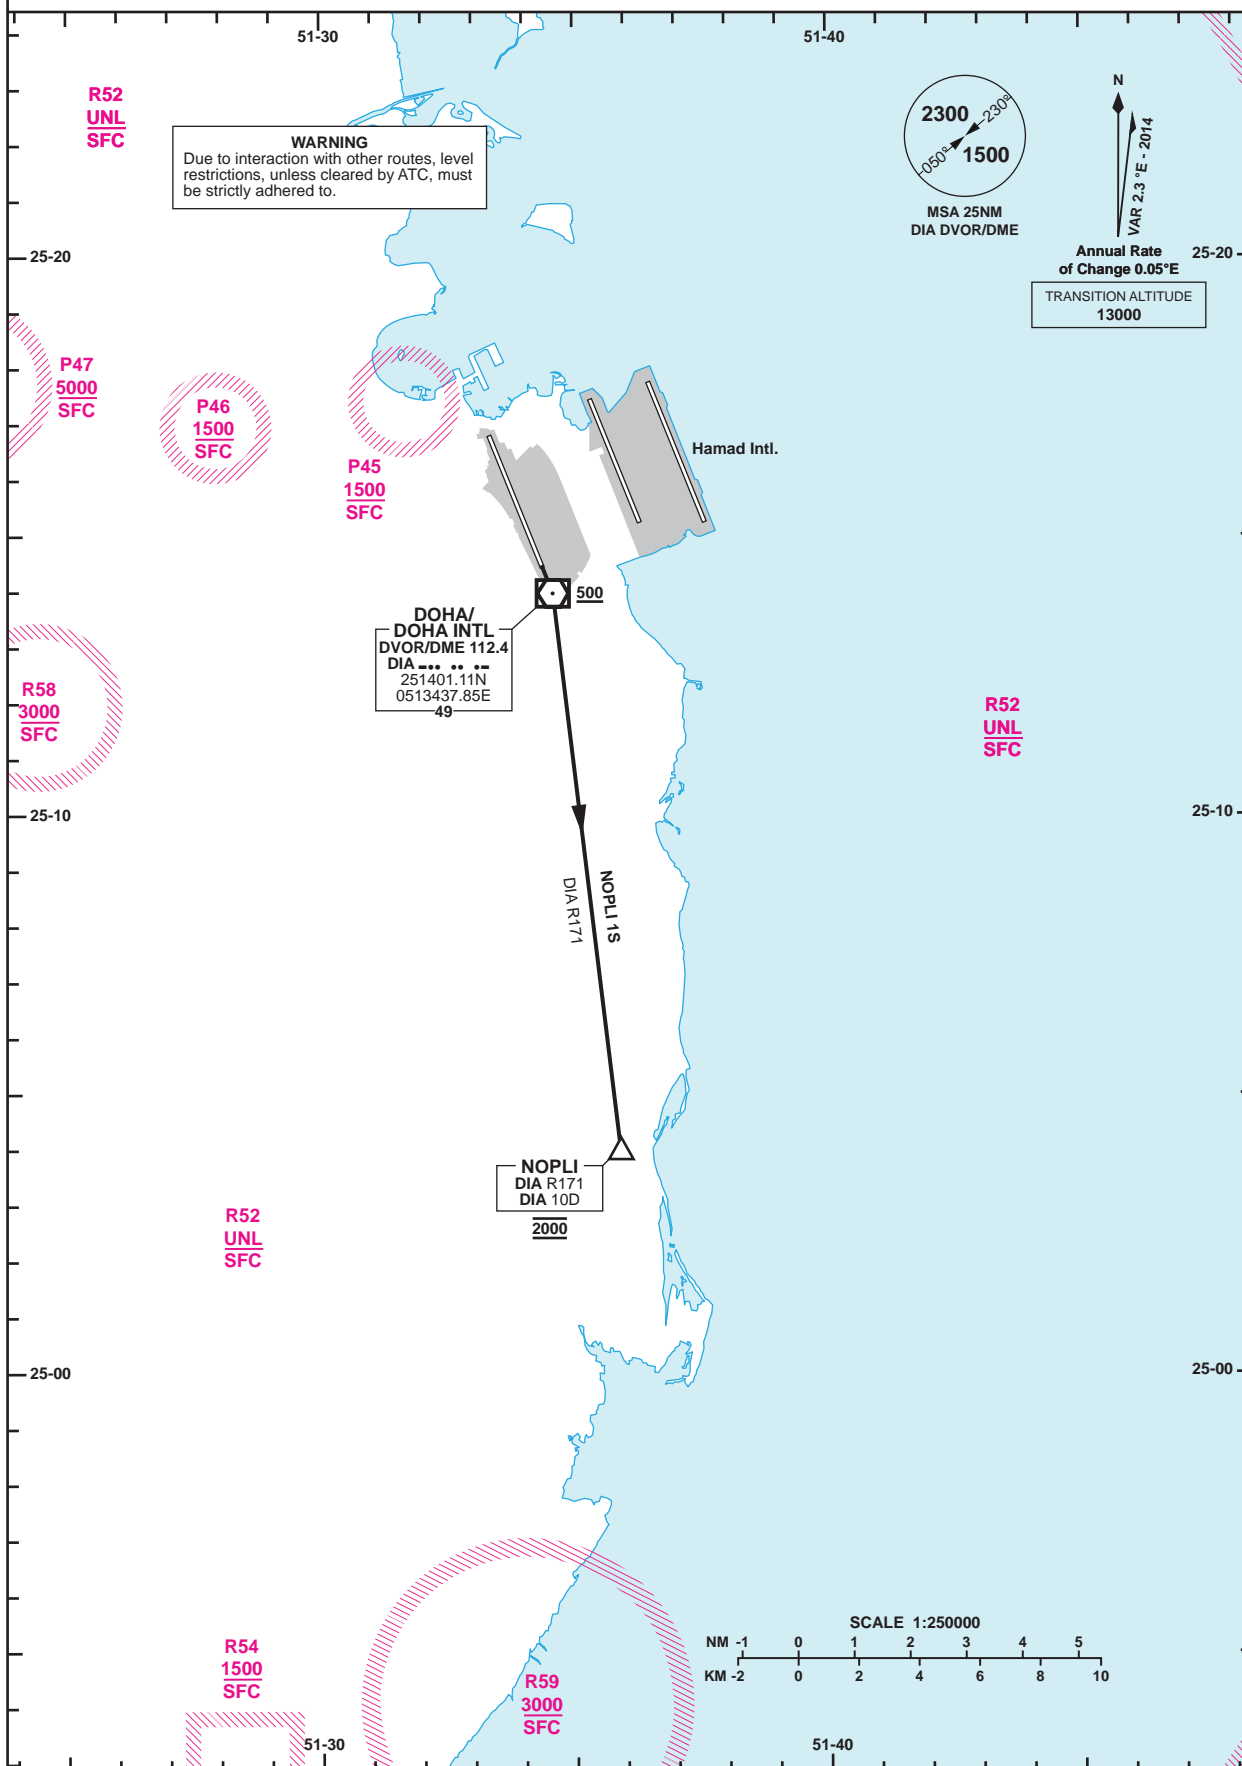 51-30
51-40
R52
UNL
SFC
WARNING
Due to interaction with other routes, level
restrictions, unless cleared by ATC, must
be strictly adhered to.
2300
230º
050º
1500
MSA 25NM
DIA DVOR/DME
N
VAR 2.3 °E - 2014
Annual Rate
of Change 0.05°E
TRANSITION ALTITUDE
13000
25-20
25-20
P47
5000
SFC
P46
1500
SFC
P45
1500
SFC
Hamad Intl.
500
DOHA/
DOHA INTL
DVOR/DME 112.4
DIA
251401.11N
0513437.85E
49
R58
3000
SFC
R52
UNL
SFC
25-10
25-10
NOPLI 1S
DIA R171
NOPLI
DIA R171
DIA 10D
2000
R52
UNL
SFC
25-00
25-00
R54
1500
SFC
R59
3000
SFC
SCALE 1:250000
NM -1 0 1 2 3 4 5
KM -2 0 2 4 6 8 10
51-30
51-40